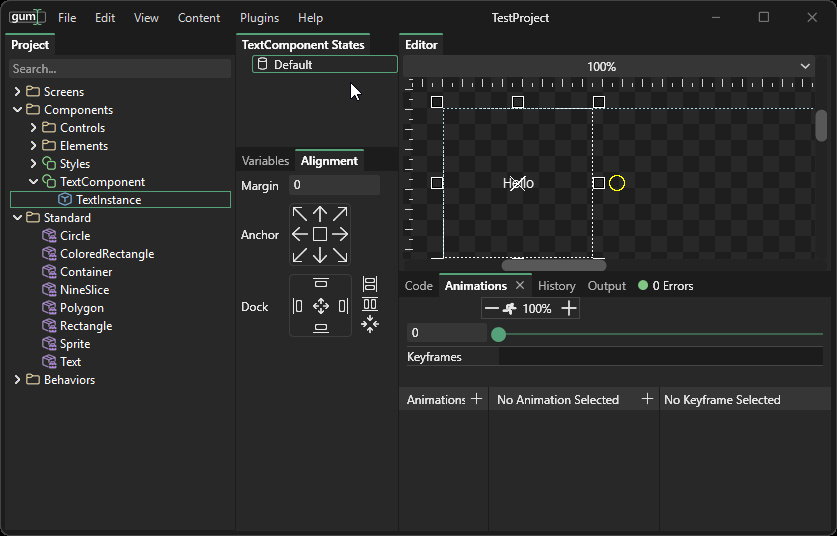 gum File Edit View Content Plugins Help TestProject
Project
Search...
Screens
Components
Controls
Elements
Styles
TextComponent
TextInstance
Standard
Circle
ColoredRectangle
Container
NineSlice
Polygon
Rectangle
Sprite
Text
Behaviors
TextComponent States
Default
Variables Alignment
Margin 0
Anchor
Dock
Editor
100%
Hello
Code Animations History Output 0 Errors
100%
0
Keyframes
Animations No Animation Selected No Keyframe Selected